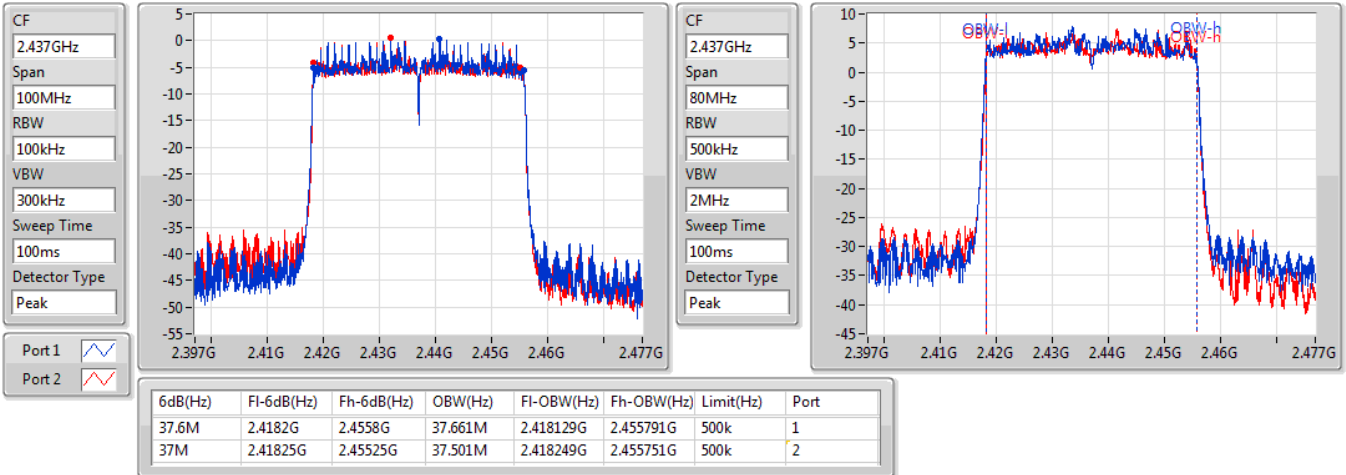 CF
2.437GHz
Span
100MHz
RBW
100kHz
VBW
300kHz
Sweep Time
100ms
Detector Type
Peak
Port 1
Port 2
5
0
-5
-10
-15
-20
-25
-30
-35
-40
-45
-50
-55
2.397G 2.41G 2.42G 2.43G 2.44G 2.45G 2.46G 2.477G
CF
2.437GHz
Span
80MHz
RBW
500kHz
VBW
2MHz
Sweep Time
100ms
Detector Type
Peak
10
5
0
-5
-10
-15
-20
-25
-30
-35
-40
-45
OBW-l OBW-h
OBW-l OBW-h
2.397G 2.41G 2.42G 2.43G 2.44G 2.45G 2.46G 2.477G
6dB(Hz) Fl-6dB(Hz) Fh-6dB(Hz) OBW(Hz) Fl-OBW(Hz) Fh-OBW(Hz) Limit(Hz) Port
37.6M 2.4182G 2.4558G 37.661M 2.418129G 2.455791G 500k 1
37M 2.41825G 2.45525G 37.501M 2.418249G 2.455751G 500k 2